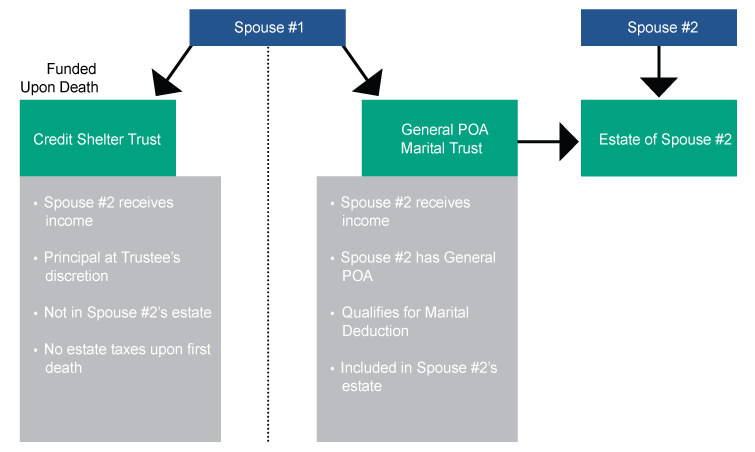 Spouse #1
Spouse #2
Funded
Upon Death
Credit Shelter Trust
General POA
Marital Trust
Estate of Spouse #2
• Spouse #2 receives
income
• Principal at Trustee's
discretion
• Not in Spouse #2's estate
• No estate taxes upon first
death
• Spouse #2 receives
income
• Spouse #2 has General
POA
• Qualifies for Marital
Deduction
• Included in Spouse #2's
estate